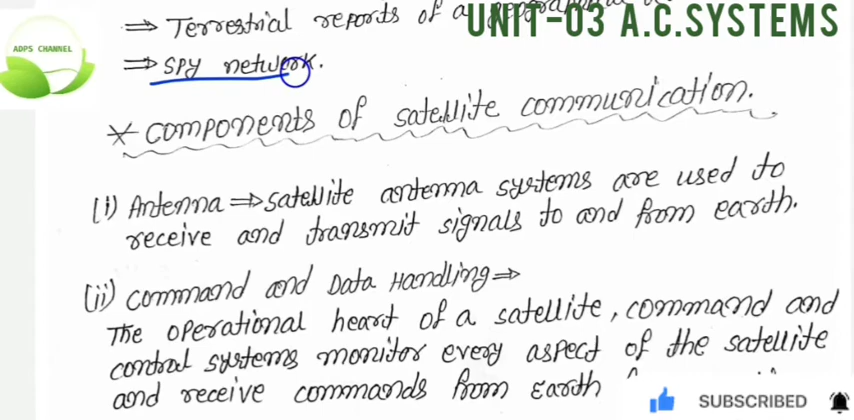 ⇒ Terrestrial reports of a
UNIT-03 A.C.SYSTEMS
ADPS CHANNEL
⇒ SPY network.
* Components of satellite communication.
(i) Antenna ⇒ satellite antenna systems are used to
receive and transmit signals to and from earth.
(ii) Command and Data Handling ⇒
The operational heart of a satellite, command and
control systems monitor every aspect of the satellite
and receive commands from Earth
SUBSCRIBED